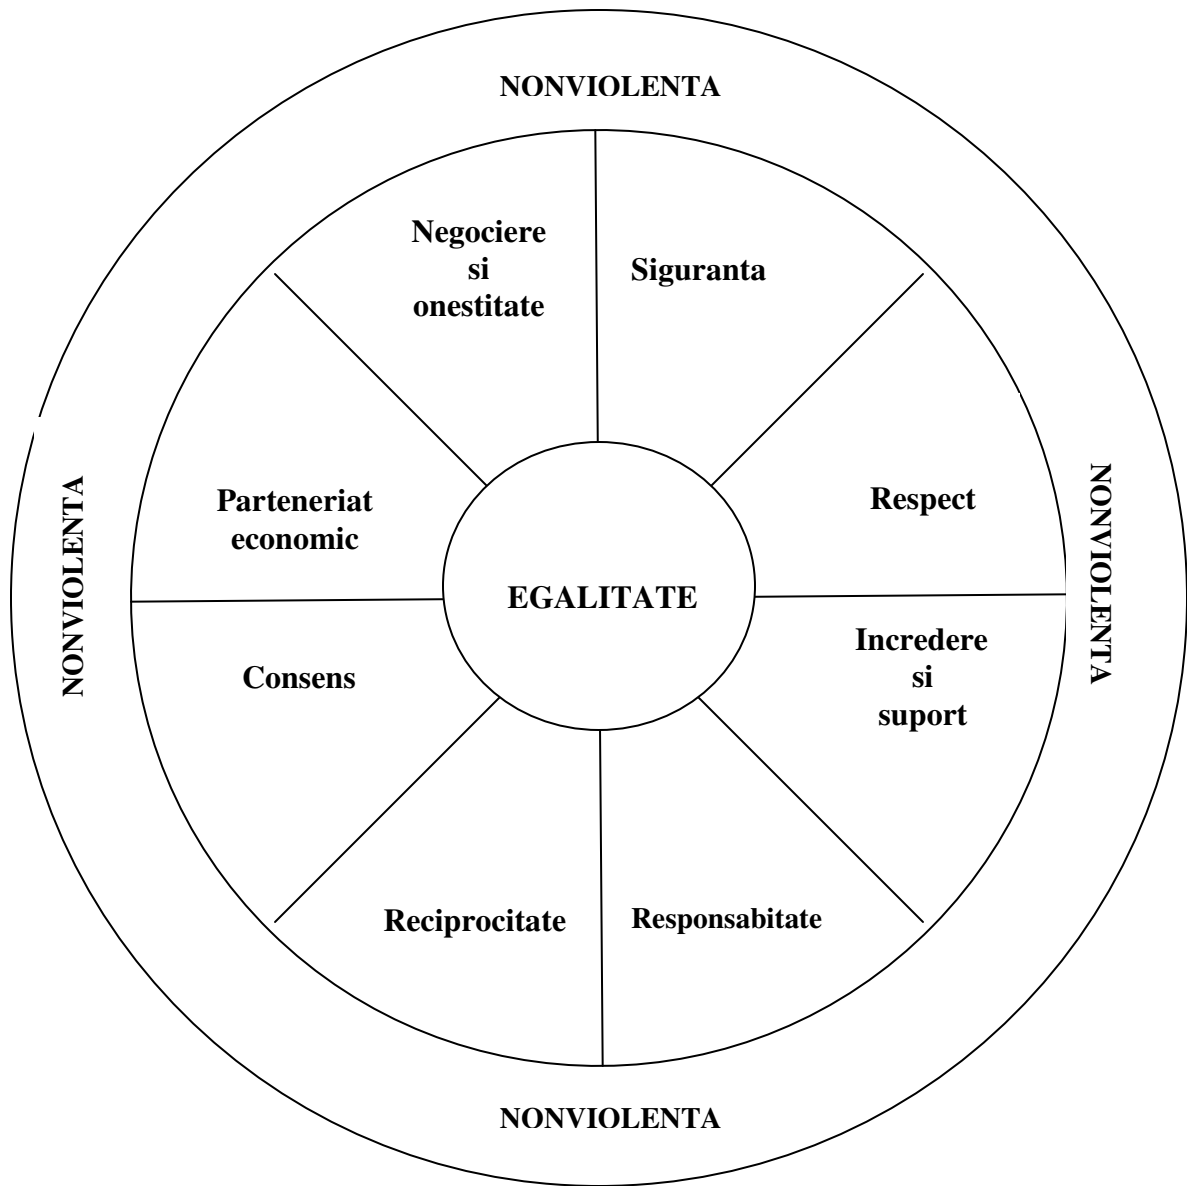 NONVIOLENTA
Negociere
si
onestitate
Siguranta
Parteneriat
economic
Respect
NONVIOLENTA
NONVIOLENTA
EGALITATE
Consens
Incredere
si
suport
Reciprocitate
Responsabitate
NONVIOLENTA